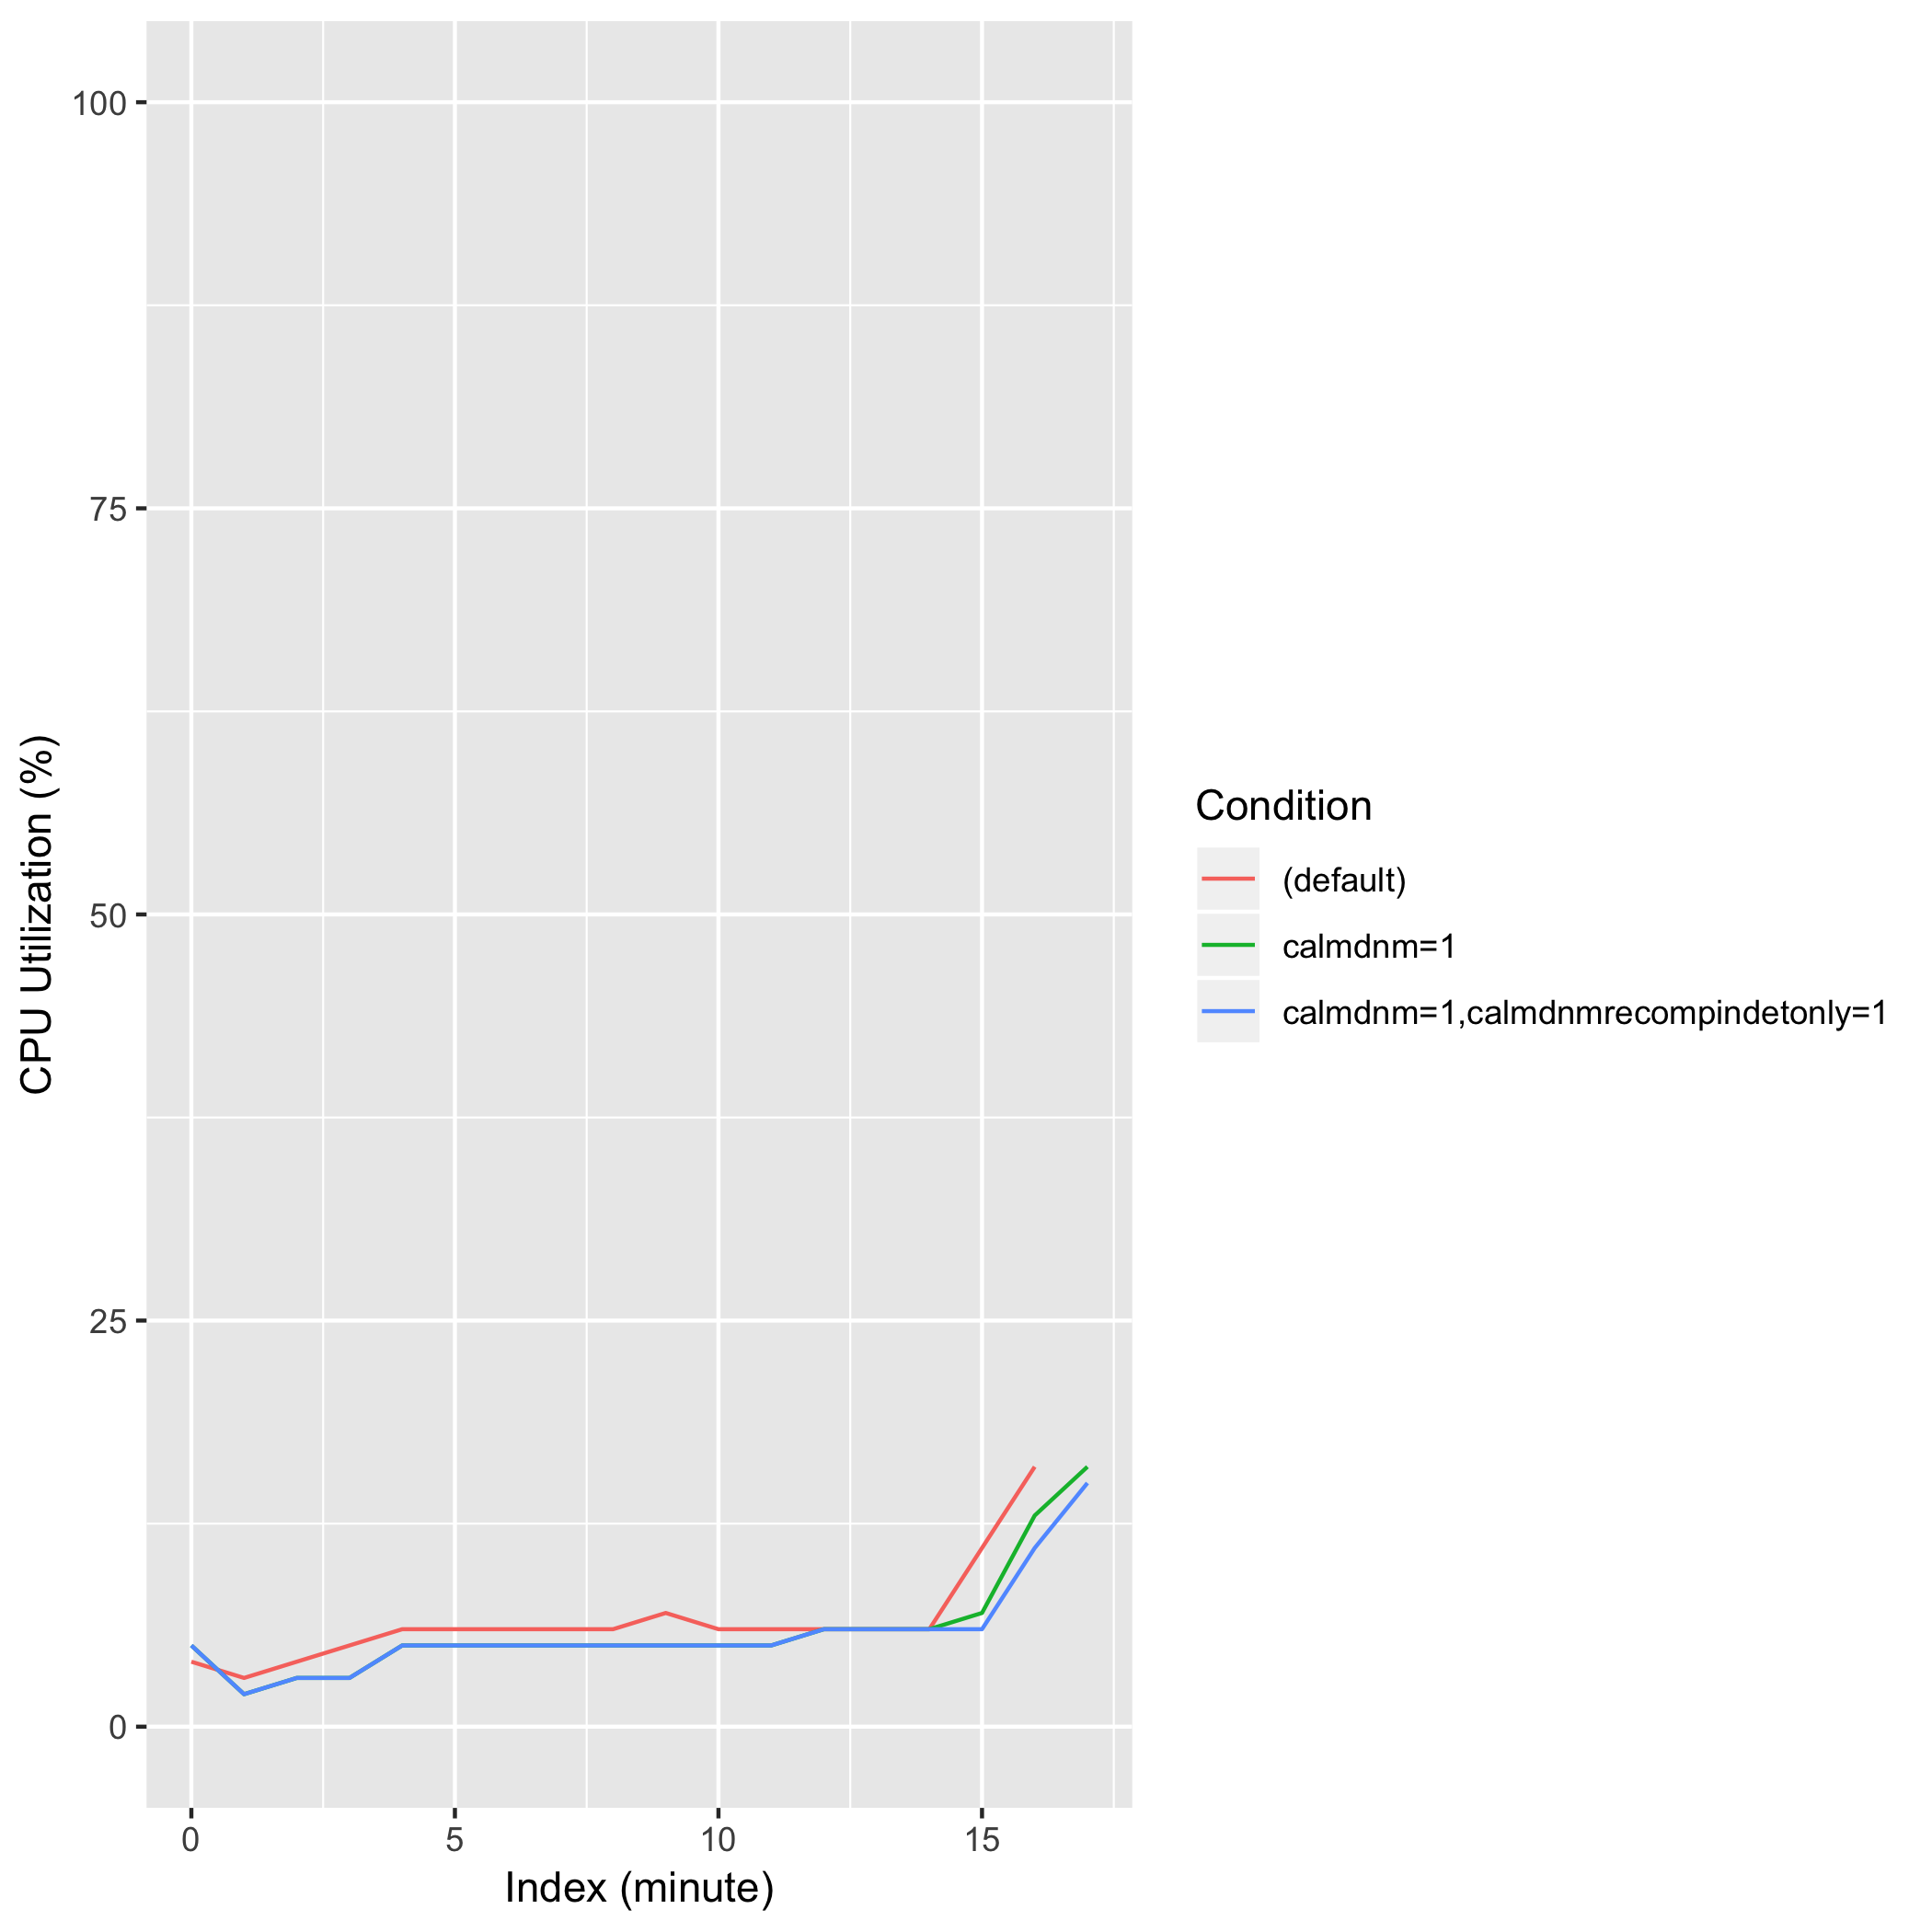 100
75
50
25
0
CPU Utilization (%)
0 5 10 15
Index (minute)
Condition
(default)
calmdnm=1
calmdnm=1,calmdnmrecompindetonly=1